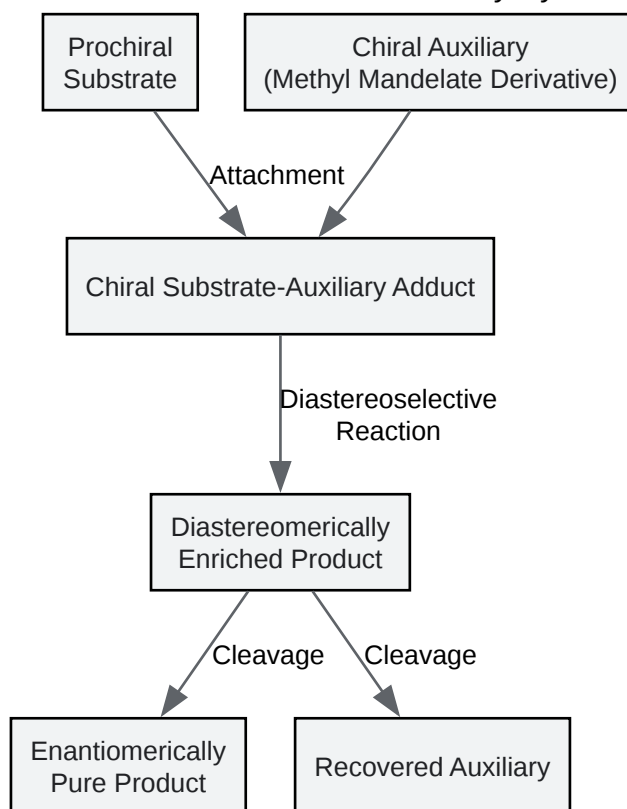 Prochiral
Substrate
Chiral Auxiliary
(Methyl Mandelate Derivative)
Attachment
Chiral Substrate-Auxiliary Adduct
Diastereoselective
Reaction
Diastereomerically
Enriched Product
Cleavage
Cleavage
Enantiomerically
Pure Product
Recovered Auxiliary